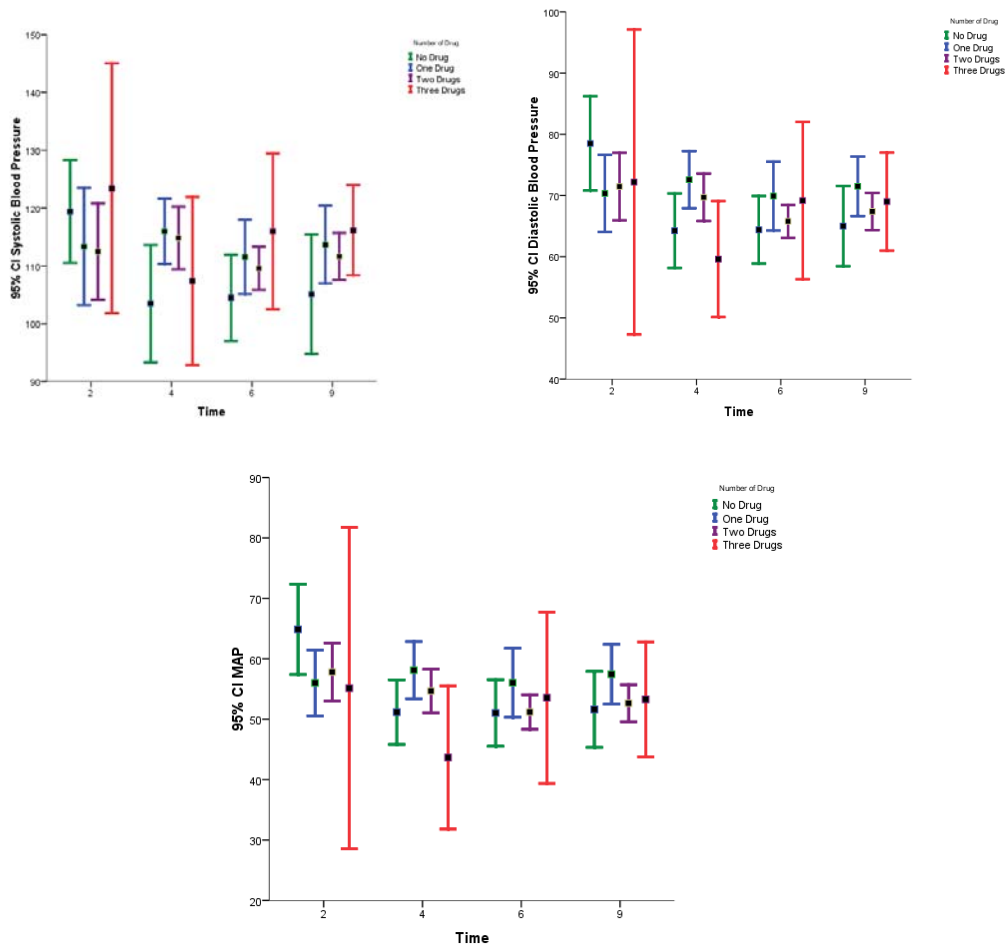 150
140
130
120
110
100
90
95% CI Systolic Blood Pressure
2 4 6 9
Time
Number of Drug
No Drug
One Drug
Two Drugs
Three Drugs
100
90
80
70
60
50
40
95% CI Diastolic Blood Pressure
2 4 6 9
Time
Number of Drug
No Drug
One Drug
Two Drugs
Three Drugs
90
80
70
60
50
40
30
20
95% CI MAP
2 4 6 9
Time
Number of Drug
No Drug
One Drug
Two Drugs
Three Drugs